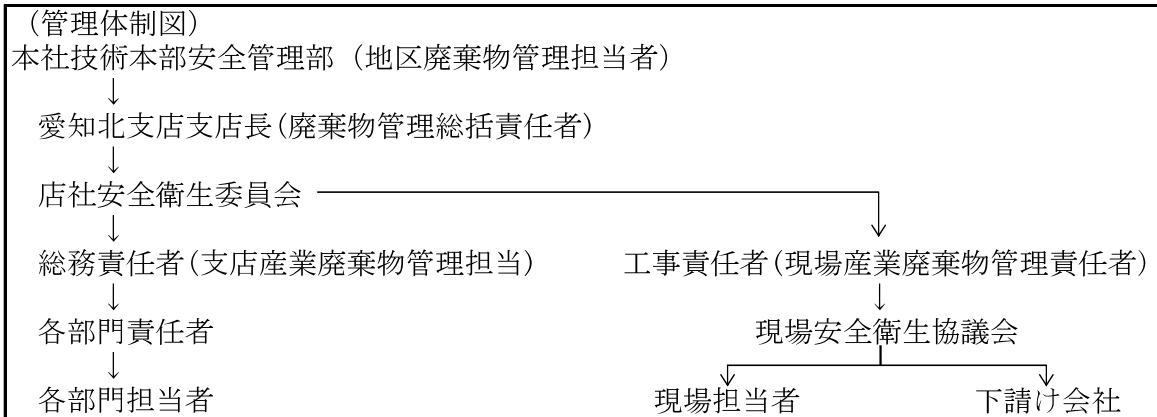 （管理体制図）
本社技術本部安全管理部（地区廃棄物管理担当者）
↓
愛知北支店支店長(廃棄物管理総括責任者)
↓
店社安全衛生委員会
↓
総務責任者(支店産業廃棄物管理担当) 工事責任者(現場産業廃棄物管理責任者)
↓ ↓
各部門責任者 現場安全衛生協議会
↓
各部門担当者 現場担当者 下請け会社